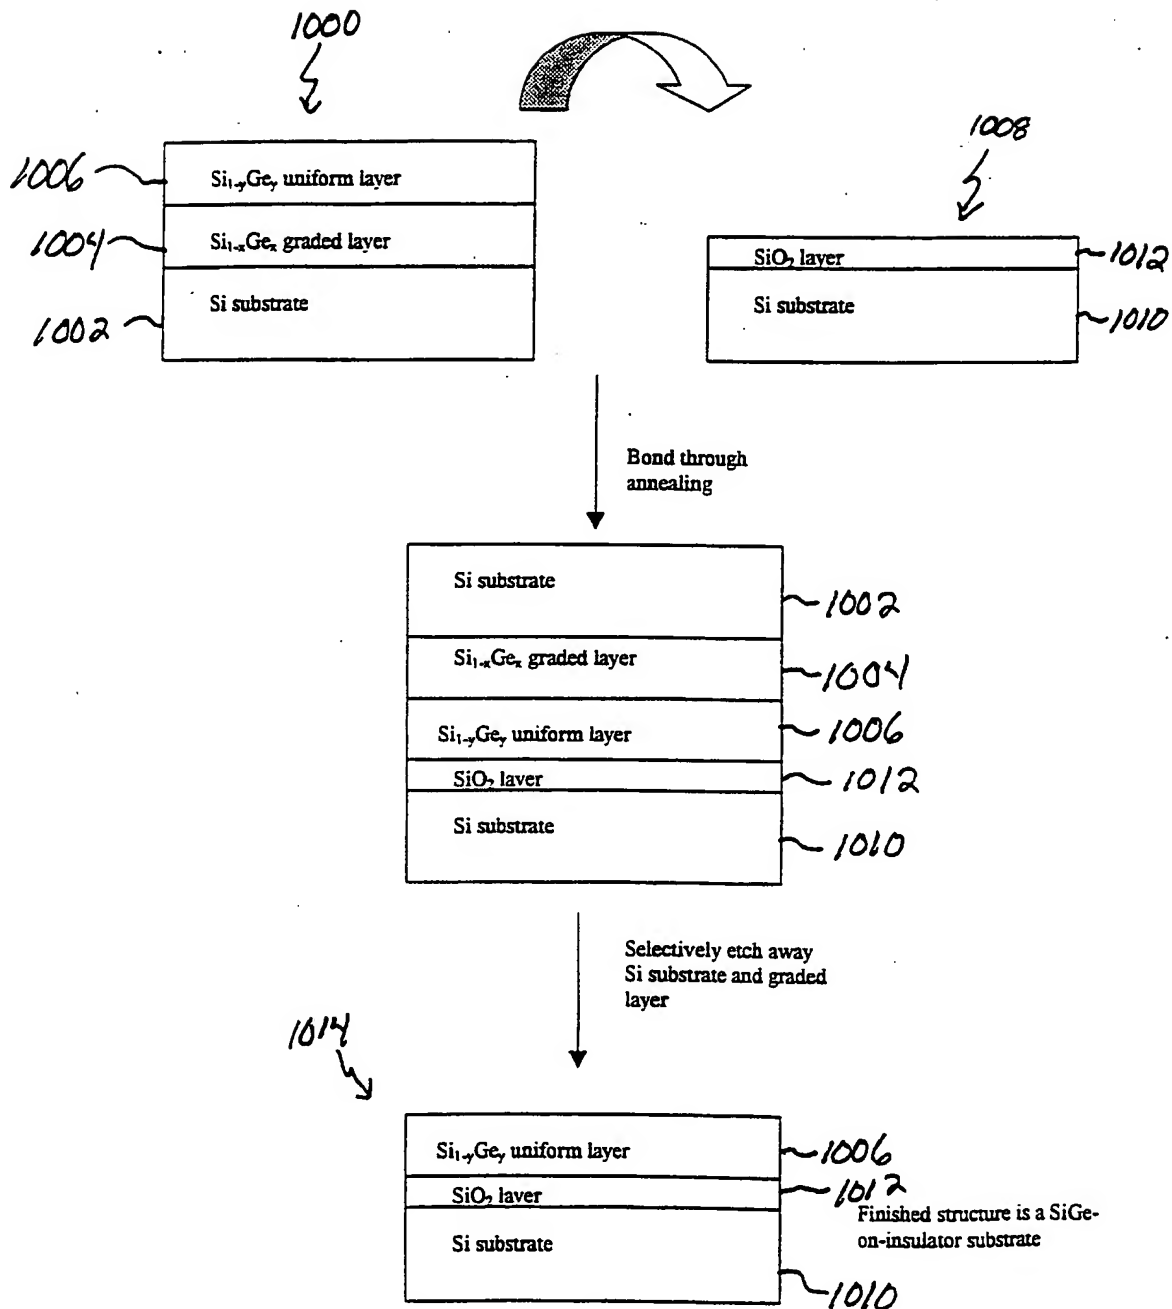 1000
1008
1006
Si₁₋yGey uniform layer
1004
Si₁₋ₓGeₓ graded layer
SiO₂ layer
1012
Si substrate
1002
Si substrate
1010
Bond through
annealing
Si substrate
1002
Si₁₋ₓGeₓ graded layer
1004
Si₁₋yGey uniform layer
1006
SiO₂ layer
1012
Si substrate
1010
Selectively etch away
Si substrate and graded
layer
1014
Si₁₋yGey uniform layer
1006
SiO₂ layer
1012
Finished structure is a SiGe-
on-insulator substrate
Si substrate
1010